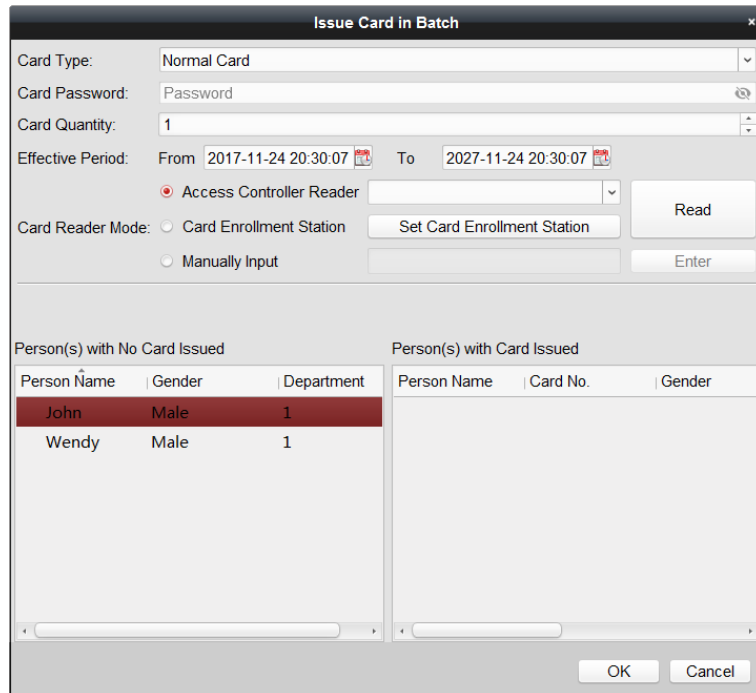 Issue Card in Batch
Card Type: Normal Card
Card Password: Password
Card Quantity: 1
Effective Period: From 2017-11-24 20:30:07 To 2027-11-24 20:30:07
Access Controller Reader
Read
Card Reader Mode: Card Enrollment Station Set Card Enrollment Station
Manually Input Enter
Person(s) with No Card Issued Person(s) with Card Issued
Person Name Gender Department Person Name Card No. Gender
John Male 1
Wendy Male 1
OK Cancel